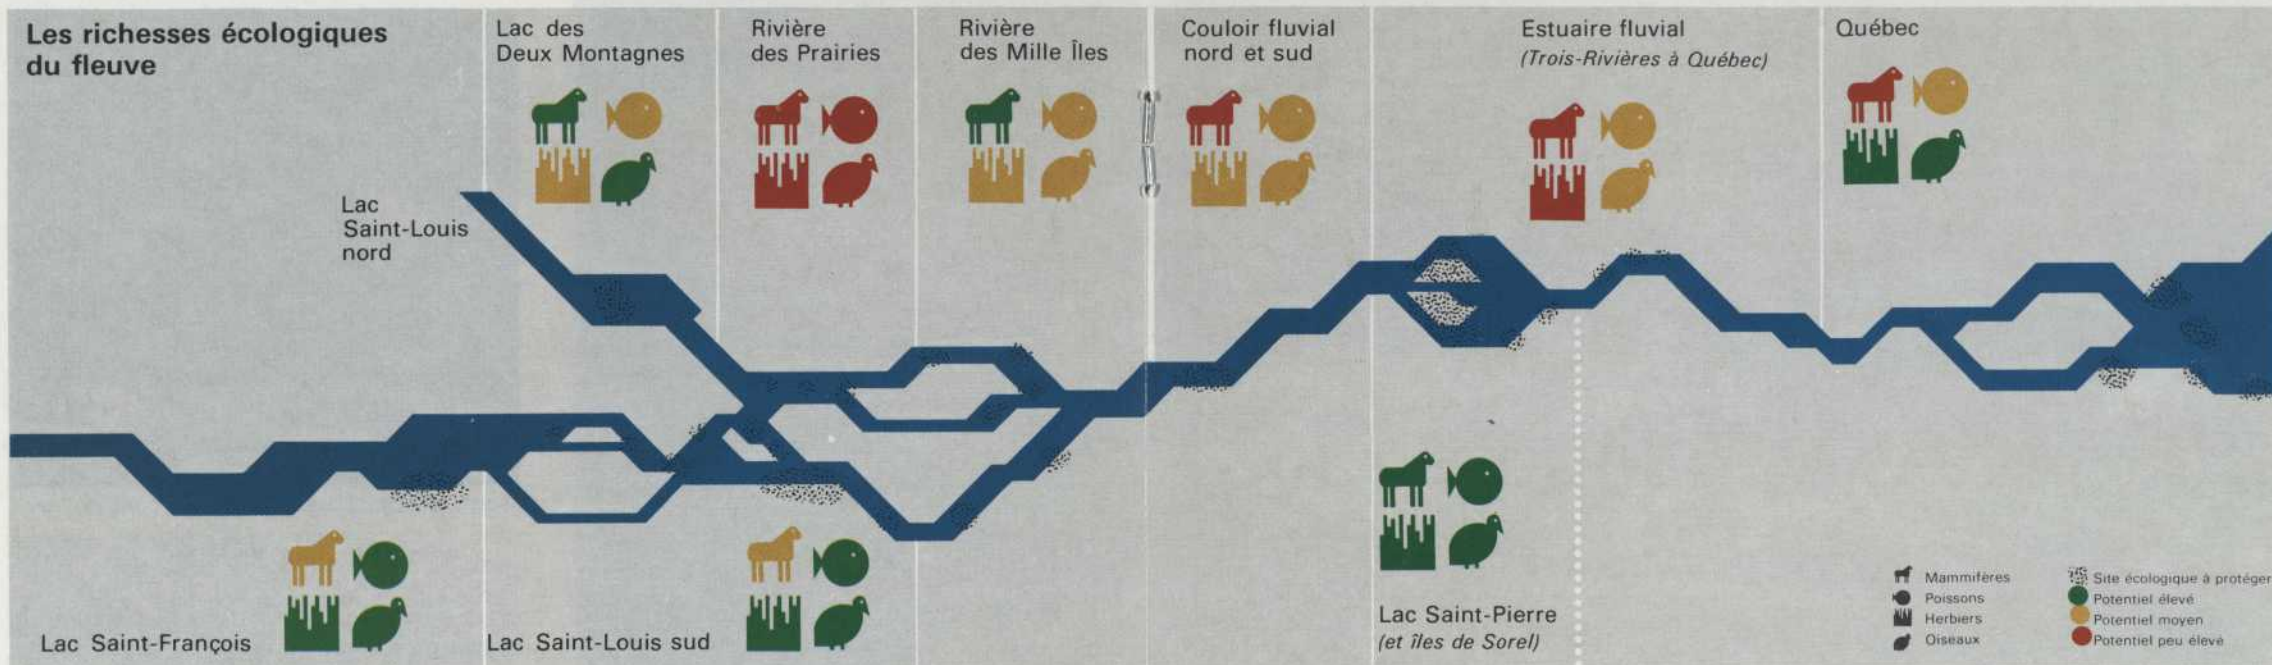 Les richesses écologiques
du fleuve
Lac des
Deux Montagnes
Rivière
des Prairies
Rivière
des Mille Îles
Couloir fluvial
nord et sud
Estuaire fluvial
(Trois-Rivières à Québec)
Québec
Lac
Saint-Louis
nord
Lac Saint-François
Lac Saint-Louis sud
Lac Saint-Pierre
(et îles de Sorel)
Mammifères
Poissons
Herbiers
Oiseaux
Site écologique à protéger
Potentiel élevé
Potentiel moyen
Potentiel peu élevé